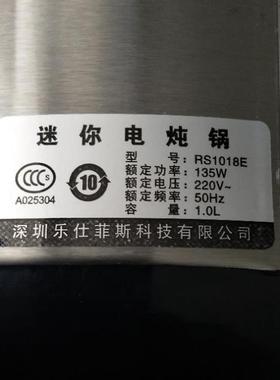 迷你电炖锅
型 号: RS1018E
额定功率: 135W
额定电压: 220V~
额定频率: 50Hz
容 量: 1.0L
CCC S
A025304
10
深圳乐仕菲斯科技有限公司